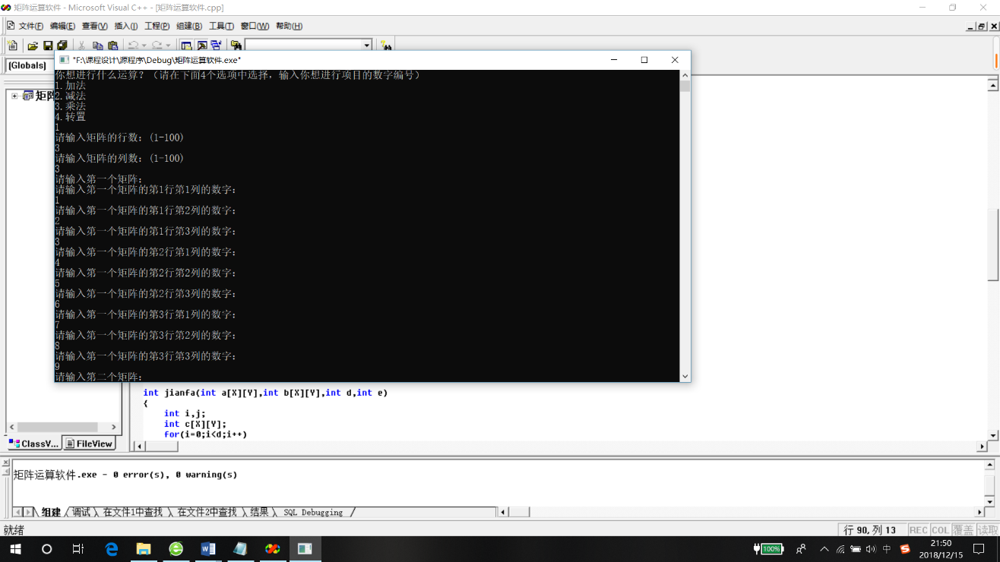 矩阵运算软件 - Microsoft Visual C++ - [矩阵运算软件.cpp]
文件(F) 编辑(E) 查看(V) 插入(I) 工程(P) 组建(B) 工具(T) 窗口(W) 帮助(H)
[Globals]
"F:\课程设计\源程序\Debug\矩阵运算软件.exe"
你想进行什么运算？（请在下面4个选项中选择，输入你想进行项目的数字编号）
1.加法
2.减法
3.乘法
4.转置
1
请输入矩阵的行数：(1-100)
3
请输入矩阵的列数：(1-100)
3
请输入第一个矩阵：
请输入第一个矩阵的第1行第1列的数字：
1
请输入第一个矩阵的第1行第2列的数字：
2
请输入第一个矩阵的第1行第3列的数字：
3
请输入第一个矩阵的第2行第1列的数字：
4
请输入第一个矩阵的第2行第2列的数字：
5
请输入第一个矩阵的第2行第3列的数字：
6
请输入第一个矩阵的第3行第1列的数字：
7
请输入第一个矩阵的第3行第2列的数字：
8
请输入第一个矩阵的第3行第3列的数字：
9
请输入第二个矩阵：
int jianfa(int a[X][Y],int b[X][Y],int d,int e)
{
int i,j;
int c[X][Y];
for(i=0;i<d;i++)
ClassV... FileView
矩阵运算软件.exe - 0 error(s), 0 warning(s)
组建 调试 在文件1中查找 在文件2中查找 结果 SQL Debugging
就绪 行 90, 列 13 REC COL 覆盖 读取
100% 中 21:50
2018/12/15